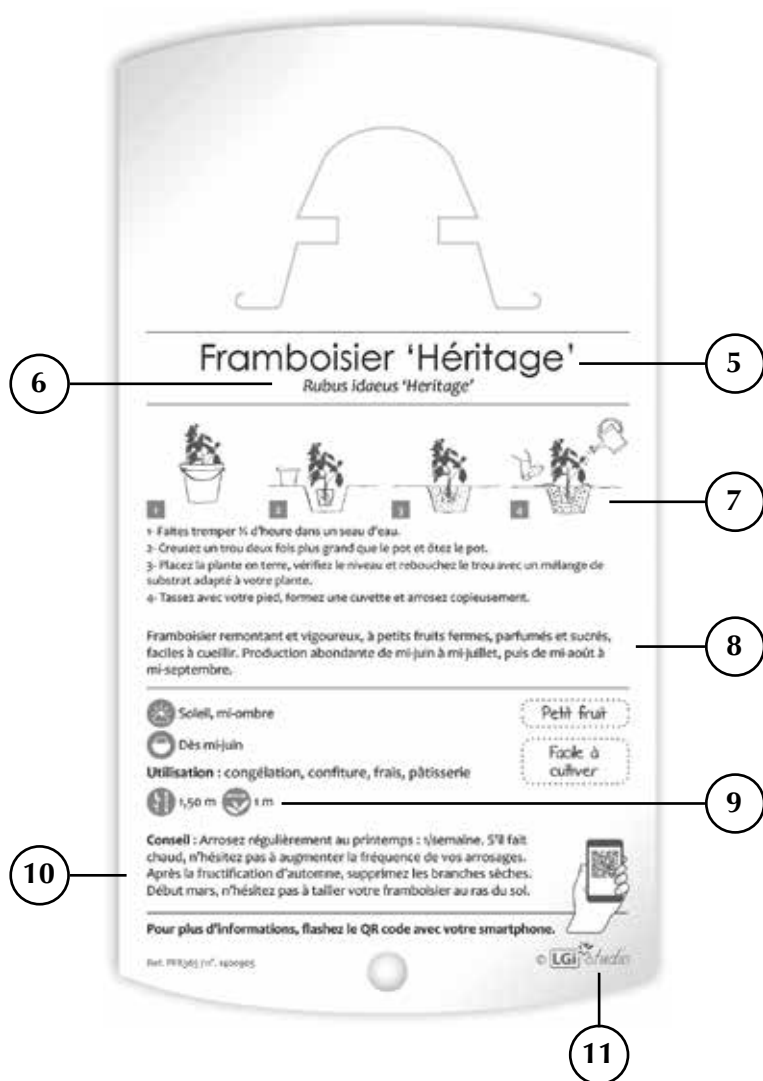 Framboisier ‘Héritage’
5
6
Rubus idaeus ‘Heritage’
1
2
3
4
7
1- Faites tremper ¼ d'heure dans un seau d'eau.
2- Creusez un trou deux fois plus grand que le pot et ôtez le pot.
3- Placez la plante en terre, vérifiez le niveau et rebouchez le trou avec un mélange de
substrat adapté à votre plante.
4- Tassez avec votre pied, formez une cuvette et arrosez copieusement.
Framboisier remontant et vigoureux, à petits fruits fermes, parfumés et sucrés,
faciles à cueillir. Production abondante de mi-juin à mi-juillet, puis de mi-août à
mi-septembre.
8
Soleil, mi-ombre
Petit fruit
Dès mi-juin
Facile à
cultiver
Utilisation : congélation, confiture, frais, pâtisserie
1,50 m 1 m
9
10
Conseil : Arrosez régulièrement au printemps : 1/semaine. S'il fait
chaud, n'hésitez pas à augmenter la fréquence de vos arrosages.
Après la fructification d'automne, supprimez les branches sèches.
Début mars, n'hésitez pas à tailler votre framboisier au ras du sol.
Pour plus d'informations, flashez le QR code avec votre smartphone.
Ref.
© LGi Studio
11